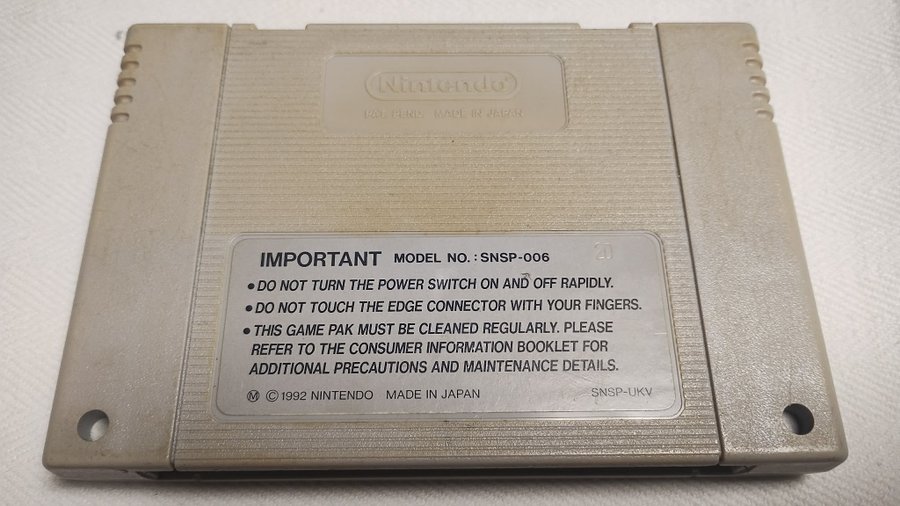 Nintendo®
PAT. PEND. MADE IN JAPAN
IMPORTANT MODEL NO. : SNSP-006
● DO NOT TURN THE POWER SWITCH ON AND OFF RAPIDLY.
● DO NOT TOUCH THE EDGE CONNECTOR WITH YOUR FINGERS.
● THIS GAME PAK MUST BE CLEANED REGULARLY. PLEASE
REFER TO THE CONSUMER INFORMATION BOOKLET FOR
ADDITIONAL PRECAUTIONS AND MAINTENANCE DETAILS.
Ⓜ © 1992 NINTENDO MADE IN JAPAN SNSP-UKV